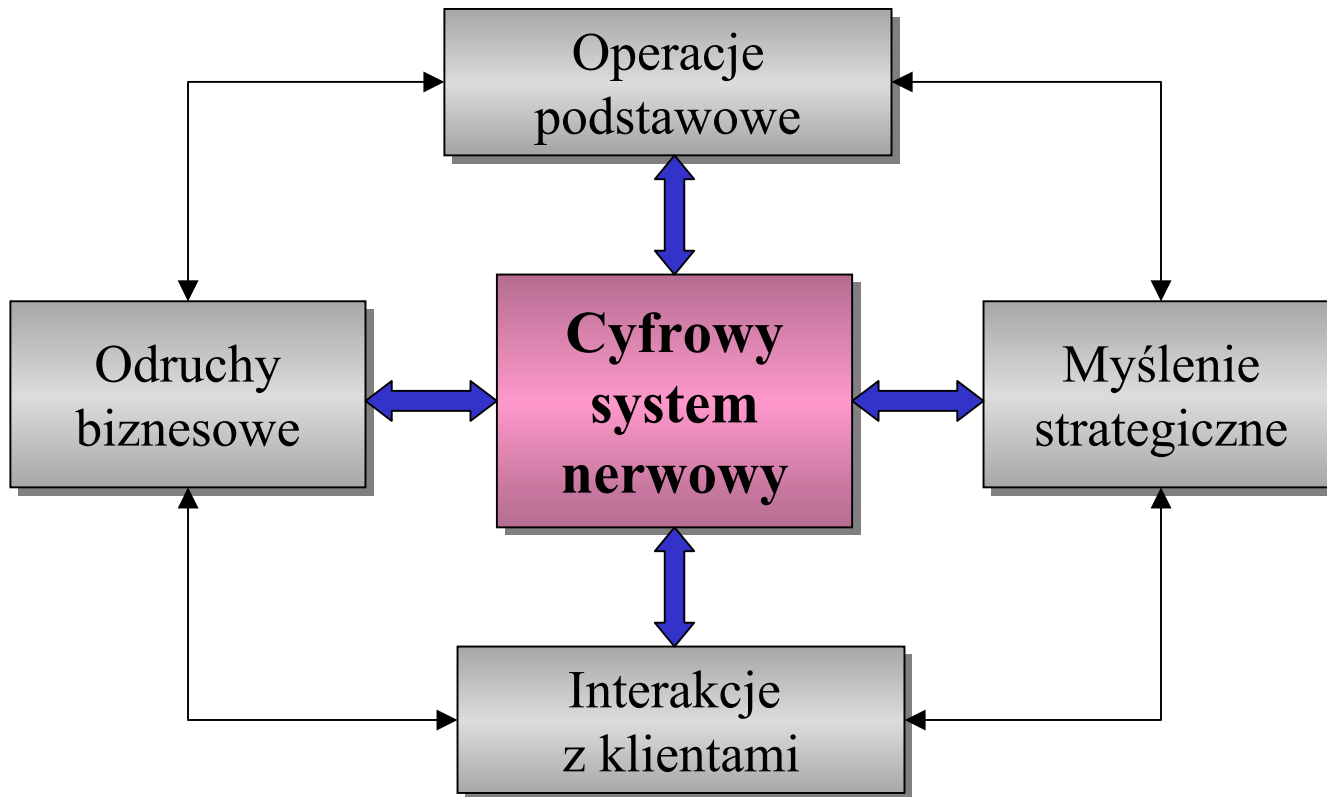 Operacje
podstawowe
Odruchy
biznesowe
Cyfrowy
system
nerwowy
Myślenie
strategiczne
Interakcje
z klientami